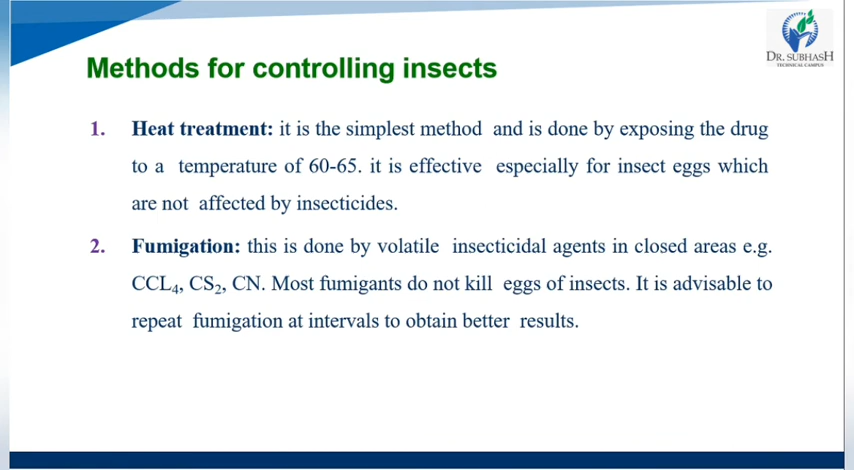 DR. SUBHASH
TECHNICAL CAMPUS
Methods for controlling insects
1. Heat treatment: it is the simplest method and is done by exposing the drug
to a temperature of 60-65. it is effective especially for insect eggs which
are not affected by insecticides.
2. Fumigation: this is done by volatile insecticidal agents in closed areas e.g.
CCL₄, CS₂, CN. Most fumigants do not kill eggs of insects. It is advisable to
repeat fumigation at intervals to obtain better results.